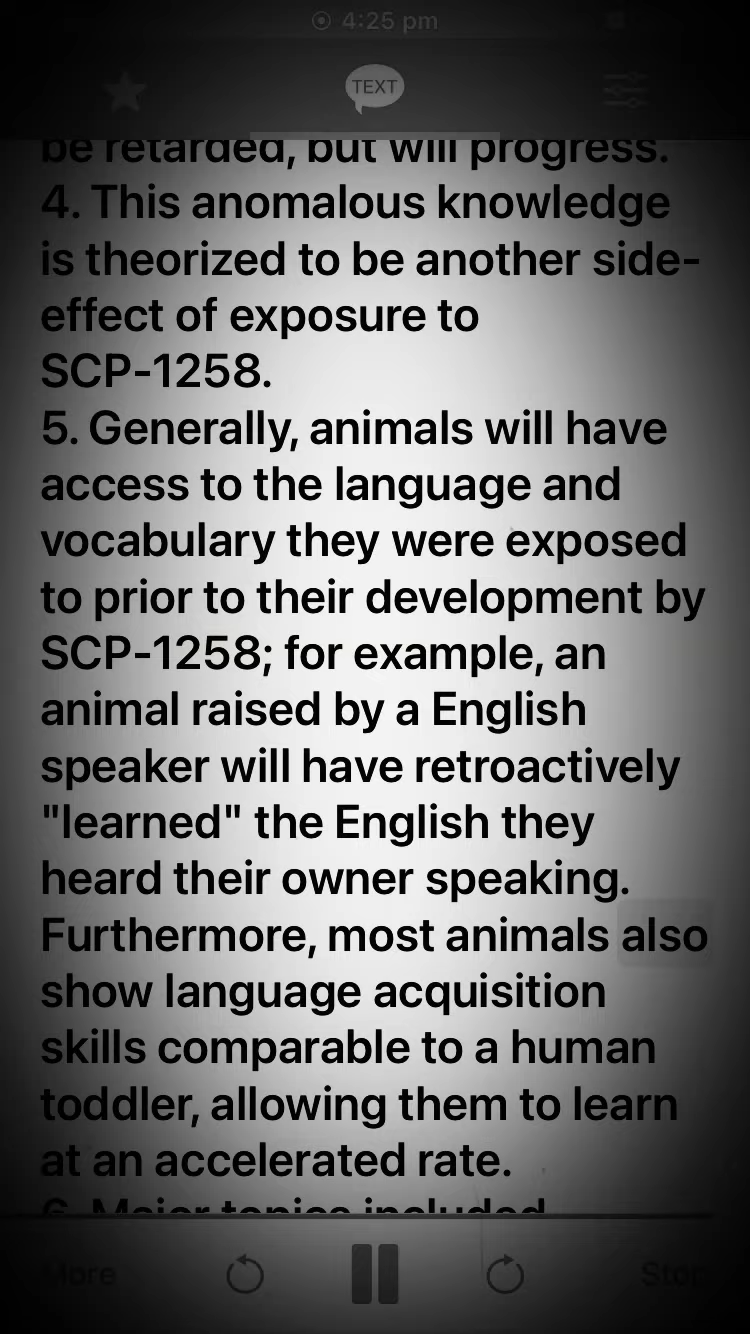 4:25 pm
TEXT
be retarded, but will progress.
4. This anomalous knowledge
is theorized to be another side-
effect of exposure to
SCP-1258.
5. Generally, animals will have
access to the language and
vocabulary they were exposed
to prior to their development by
SCP-1258; for example, an
animal raised by a English
speaker will have retroactively
"learned" the English they
heard their owner speaking.
Furthermore, most animals also
show language acquisition
skills comparable to a human
toddler, allowing them to learn
at an accelerated rate.
6. Major topics included
More
Stop